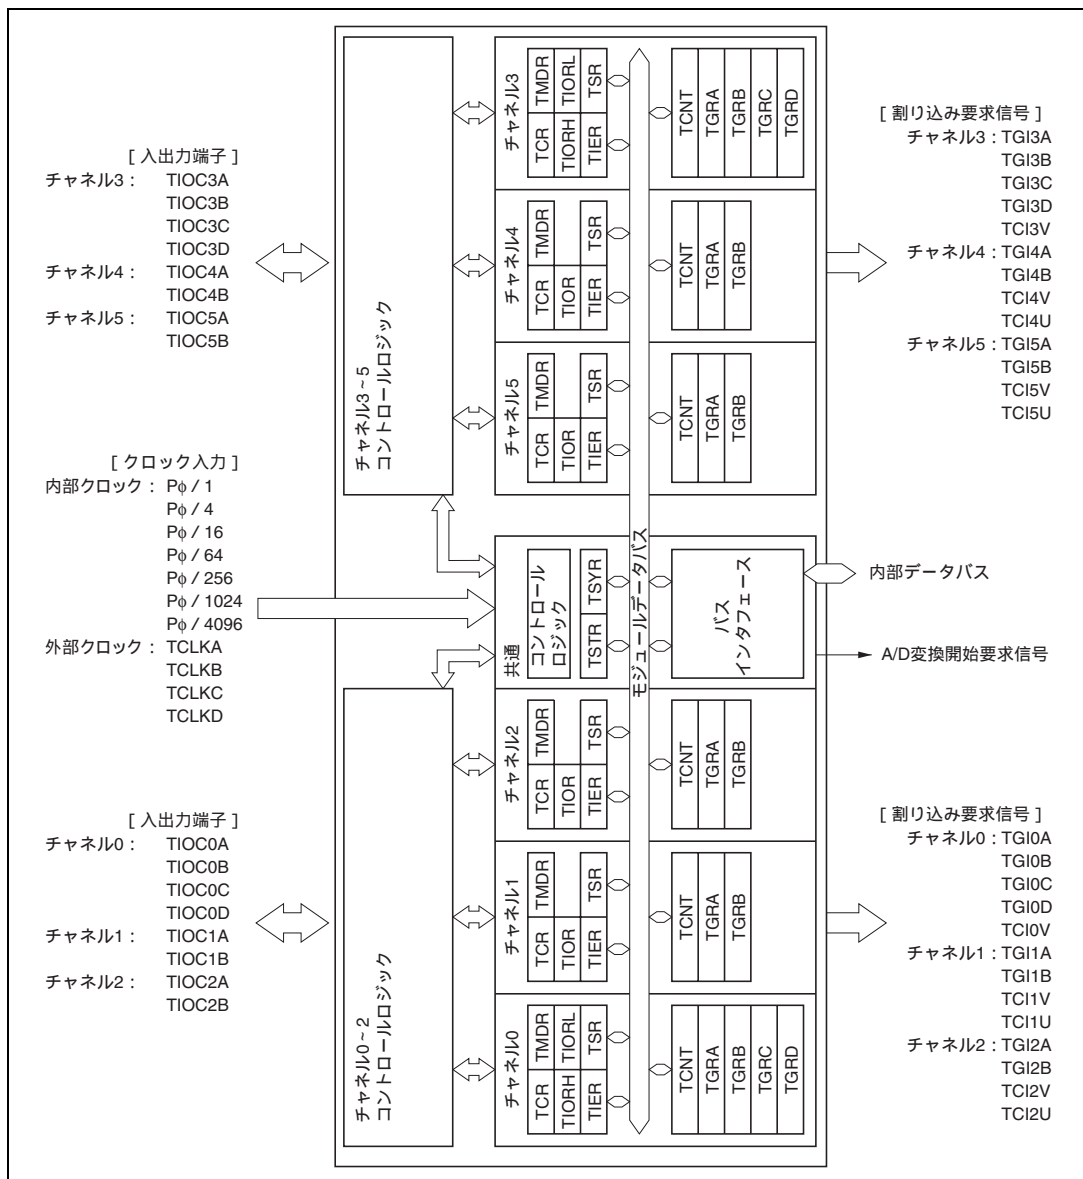 [ 入出力端子 ]
チャネル3 : TIOC3A
TIOC3B
TIOC3C
TIOC3D
チャネル4 : TIOC4A
TIOC4B
チャネル5 : TIOC5A
TIOC5B
[ クロック入力 ]
内部クロック : Pφ / 1
Pφ / 4
Pφ / 16
Pφ / 64
Pφ / 256
Pφ / 1024
Pφ / 4096
外部クロック : TCLKA
TCLKB
TCLKC
TCLKD
[ 入出力端子 ]
チャネル0 : TIOC0A
TIOC0B
TIOC0C
TIOC0D
チャネル1 : TIOC1A
TIOC1B
チャネル2 : TIOC2A
TIOC2B
チャネル3~5
コントロールロジック
チャネル0~2
コントロールロジック
チャネル3
TCR TMDR
TIORH TIORL
TIER TSR
TCNT
TGRA
TGRB
TGRC
TGRD
チャネル4
TCR TMDR
TIOR
TIER TSR
TCNT
TGRA
TGRB
チャネル5
TCR TMDR
TIOR
TIER TSR
TCNT
TGRA
TGRB
共通
コントロール
ロジック
TSTR TSYR
モジュールデータバス
バス
インタフェース
チャネル2
TCR TMDR
TIOR
TIER TSR
TCNT
TGRA
TGRB
チャネル1
TCR TMDR
TIOR
TIER TSR
TCNT
TGRA
TGRB
チャネル0
TCR TMDR
TIORH TIORL
TIER TSR
TCNT
TGRA
TGRB
TGRC
TGRD
[ 割り込み要求信号 ]
チャネル3 : TGI3A
TGI3B
TGI3C
TGI3D
TCI3V
チャネル4 : TGI4A
TGI4B
TCI4V
TCI4U
チャネル5 : TGI5A
TGI5B
TCI5V
TCI5U
内部データバス
A/D変換開始要求信号
[ 割り込み要求信号 ]
チャネル0 : TGI0A
TGI0B
TGI0C
TGI0D
TCI0V
チャネル1 : TGI1A
TGI1B
TCI1V
TCI1U
チャネル2 : TGI2A
TGI2B
TCI2V
TCI2U